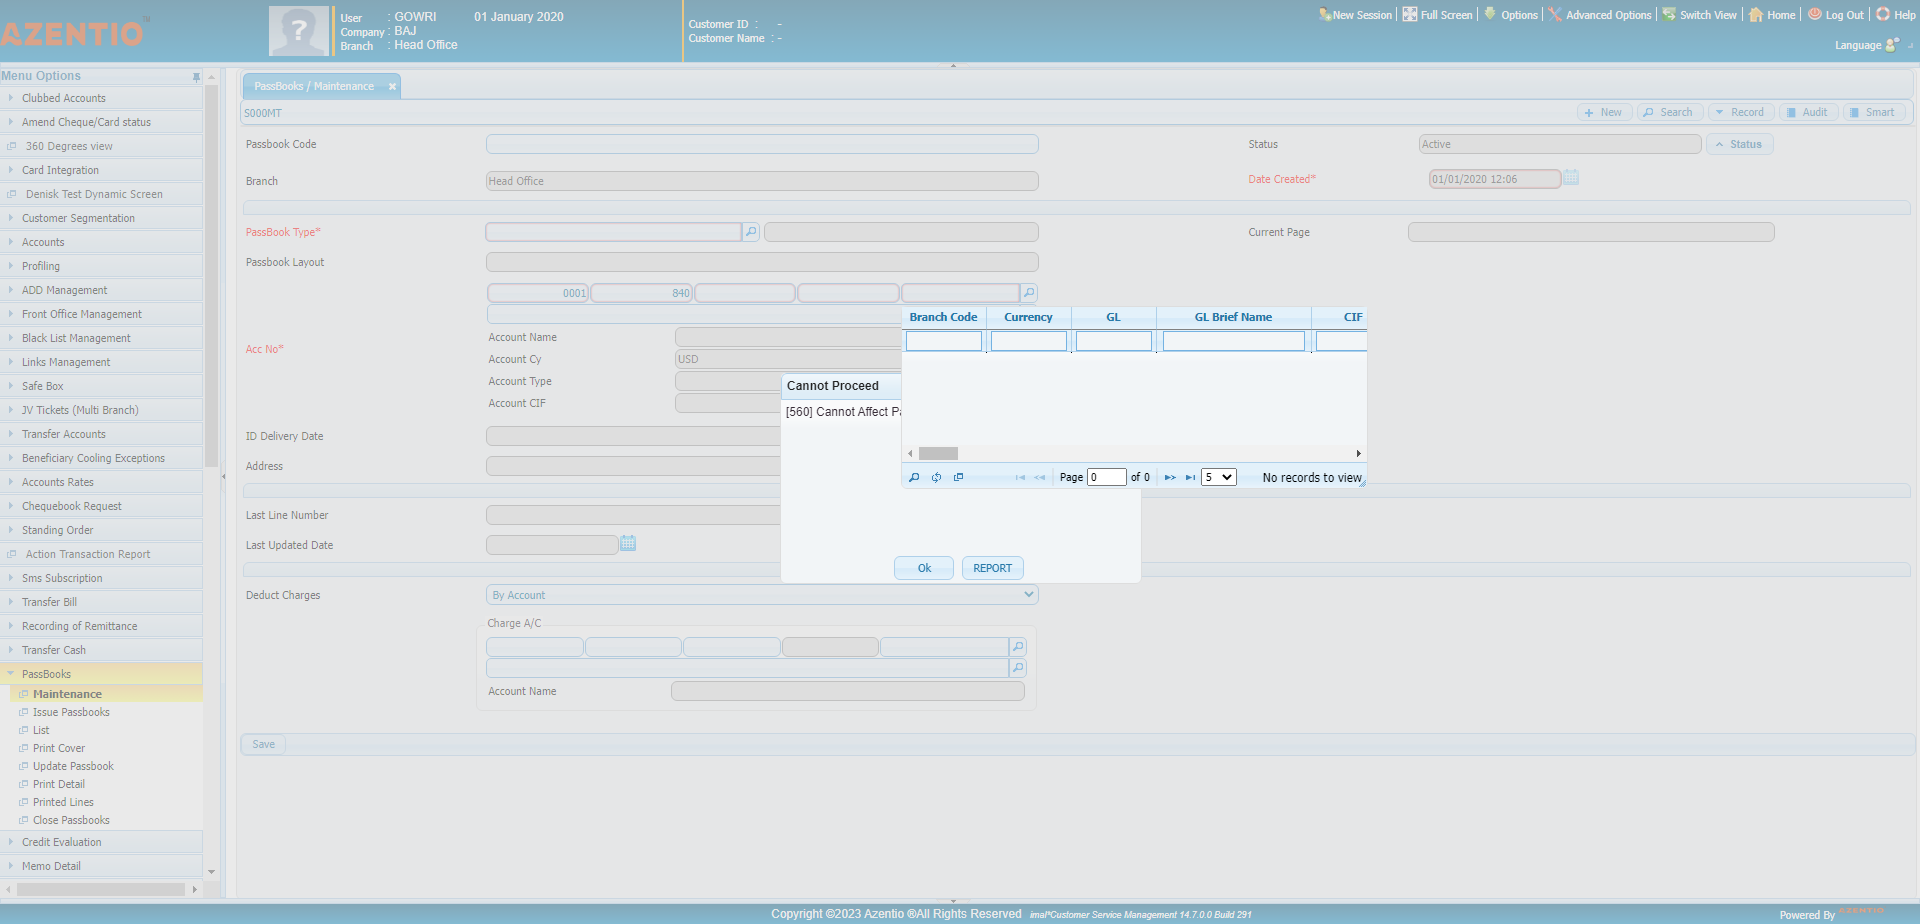 AZENTIO™
User : GOWRI 01 January 2020
Company : BAJ
Branch : Head Office
Customer ID : -
Customer Name : -
New Session Full Screen Options Advanced Options Switch View Home Log Out Help
Language
Menu Options
Clubbed Accounts
Amend Cheque/Card status
360 Degrees view
Card Integration
Denisk Test Dynamic Screen
Customer Segmentation
Accounts
Profiling
ADD Management
Front Office Management
Black List Management
Links Management
Safe Box
JV Tickets (Multi Branch)
Transfer Accounts
Beneficiary Cooling Exceptions
Accounts Rates
Chequebook Request
Standing Order
Action Transaction Report
Sms Subscription
Transfer Bill
Recording of Remittance
Transfer Cash
PassBooks
Maintenance
Issue Passbooks
List
Print Cover
Update Passbook
Print Detail
Printed Lines
Close Passbooks
Credit Evaluation
Memo Detail
PassBooks / Maintenance
S000MT
New Search Record Audit Smart
Passbook Code
Status Active Status
Branch Head Office
Date Created* 01/01/2020 12:06
PassBook Type*
Current Page
Passbook Layout
0001 840
Acc No*
Account Name
Account Cy USD
Account Type
Account CIF
ID Delivery Date
Address
Last Line Number
Last Updated Date
Deduct Charges By Account
Charge A/C
Account Name
Save
Branch Code Currency GL GL Brief Name CIF
Page 0 of 0 5 No records to view
Cannot Proceed
[560] Cannot Affect
Ok REPORT
Copyright ©2023 Azentio ®All Rights Reserved imal*Customer Service Management 14.7.0.0 Build 291
Powered By AZENTIO